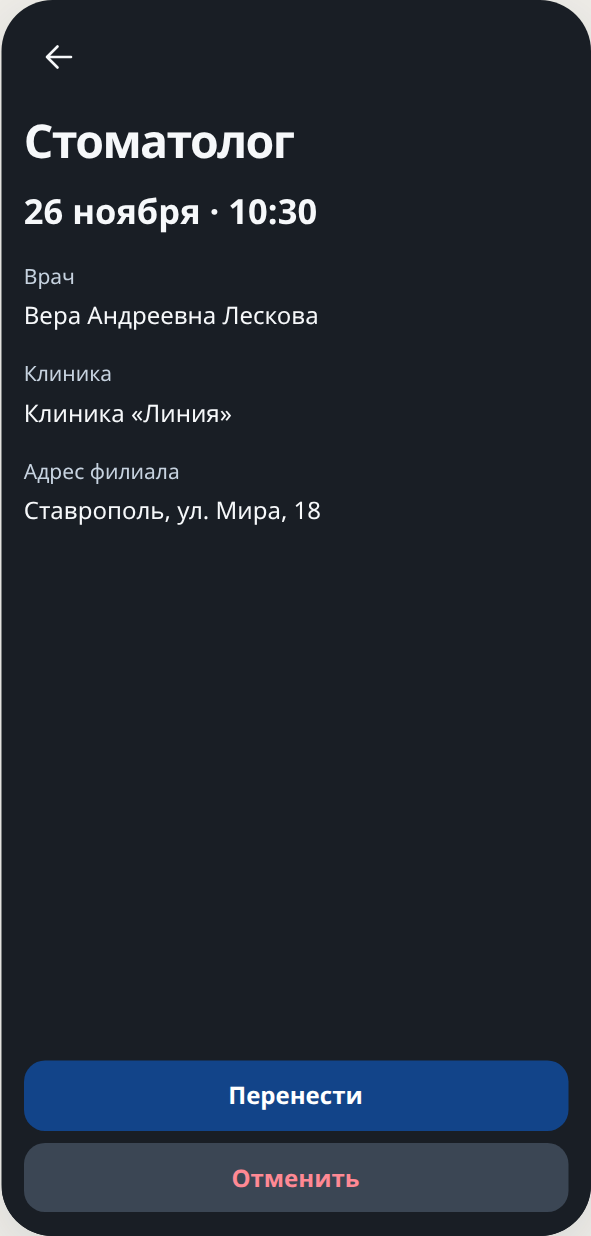 Стоматолог
26 ноября · 10:30
Врач
Вера Андреевна Лескова
Клиника
Клиника «Линия»
Адрес филиала
Ставрополь, ул. Мира, 18
Перенести
Отменить